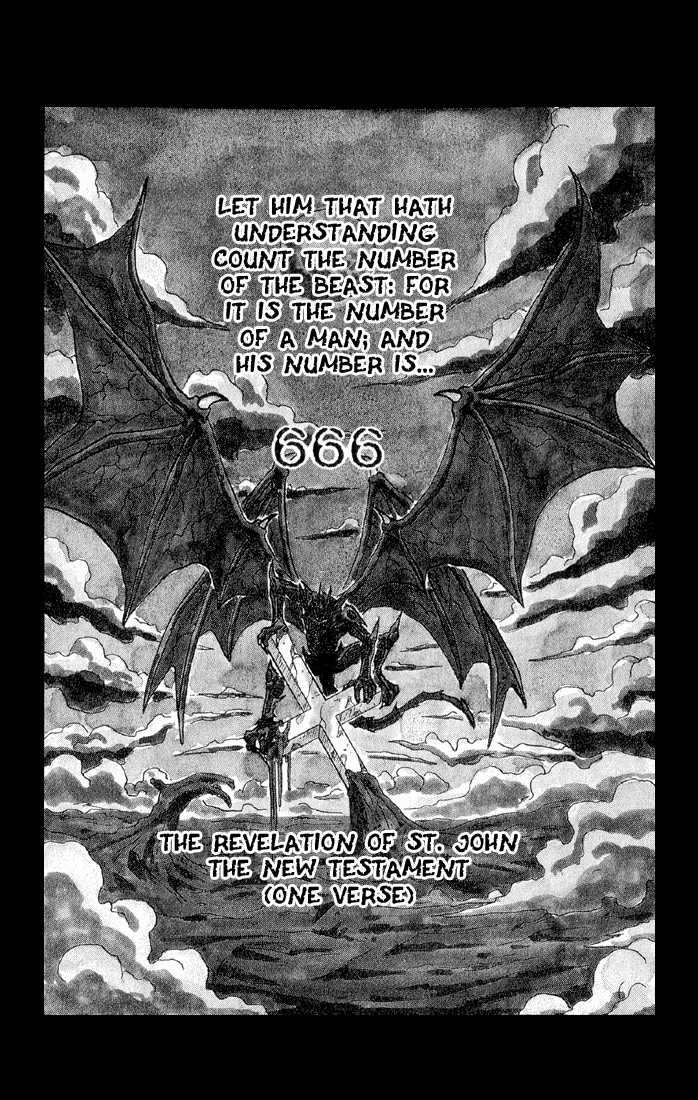 LET HIM THAT HATH
UNDERSTANDING
COUNT THE NUMBER
OF THE BEAST: FOR
IT IS THE NUMBER
OF A MAN; AND
HIS NUMBER IS...
666
THE REVELATION OF ST. JOHN
THE NEW TESTAMENT
(ONE VERSE)